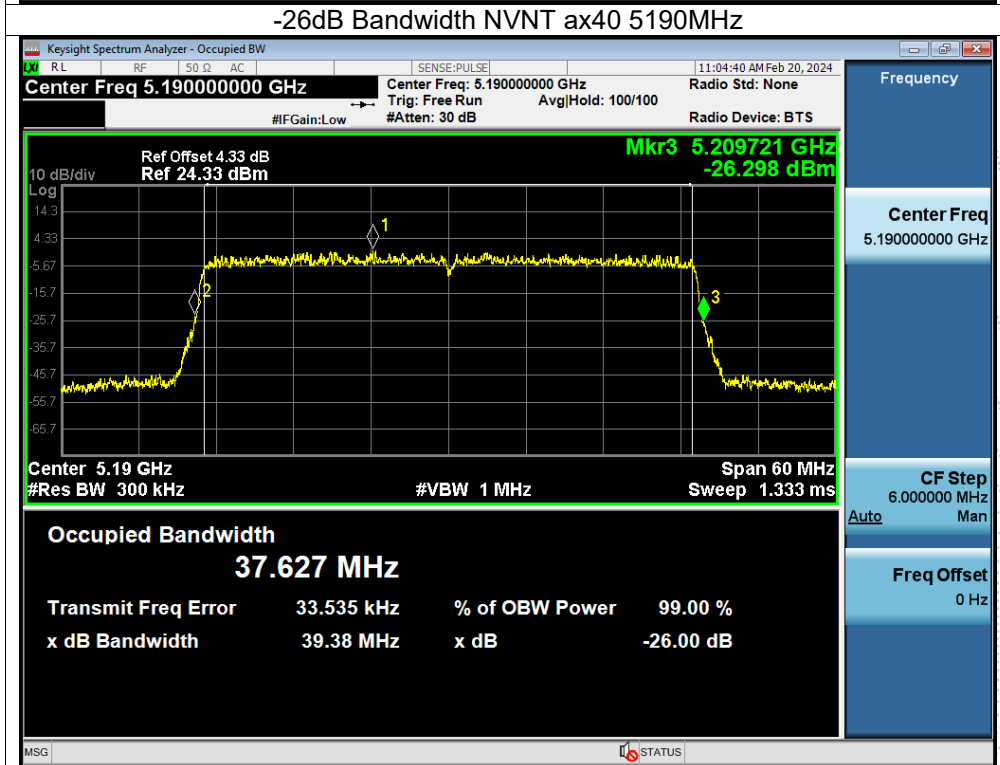 -26dB Bandwidth NVNT ax40 5190MHz
Keysight Spectrum Analyzer - Occupied BW
LXI RL RF 50 Ω AC SENSE:PULSE 11:04:40 AM Feb 20, 2024
Center Freq 5.190000000 GHz
Center Freq: 5.190000000 GHz
Radio Std: None
Trig: Free Run Avg|Hold: 100/100
#IFGain:Low
#Atten: 30 dB
Radio Device: BTS
Frequency
Mkr3 5.209721 GHz
-26.298 dBm
Ref Offset 4.33 dB
10 dB/div Ref 24.33 dBm
Log
14.3
4.33
-5.67
-15.7
-25.7
-35.7
-45.7
-55.7
-65.7
1
2
3
Center 5.19 GHz Span 60 MHz
#Res BW 300 kHz #VBW 1 MHz Sweep 1.333 ms
Center Freq
5.190000000 GHz
CF Step
6.000000 MHz
Auto Man
Freq Offset
0 Hz
Occupied Bandwidth
37.627 MHz
Transmit Freq Error 33.535 kHz % of OBW Power 99.00 %
x dB Bandwidth 39.38 MHz x dB -26.00 dB
MSG STATUS